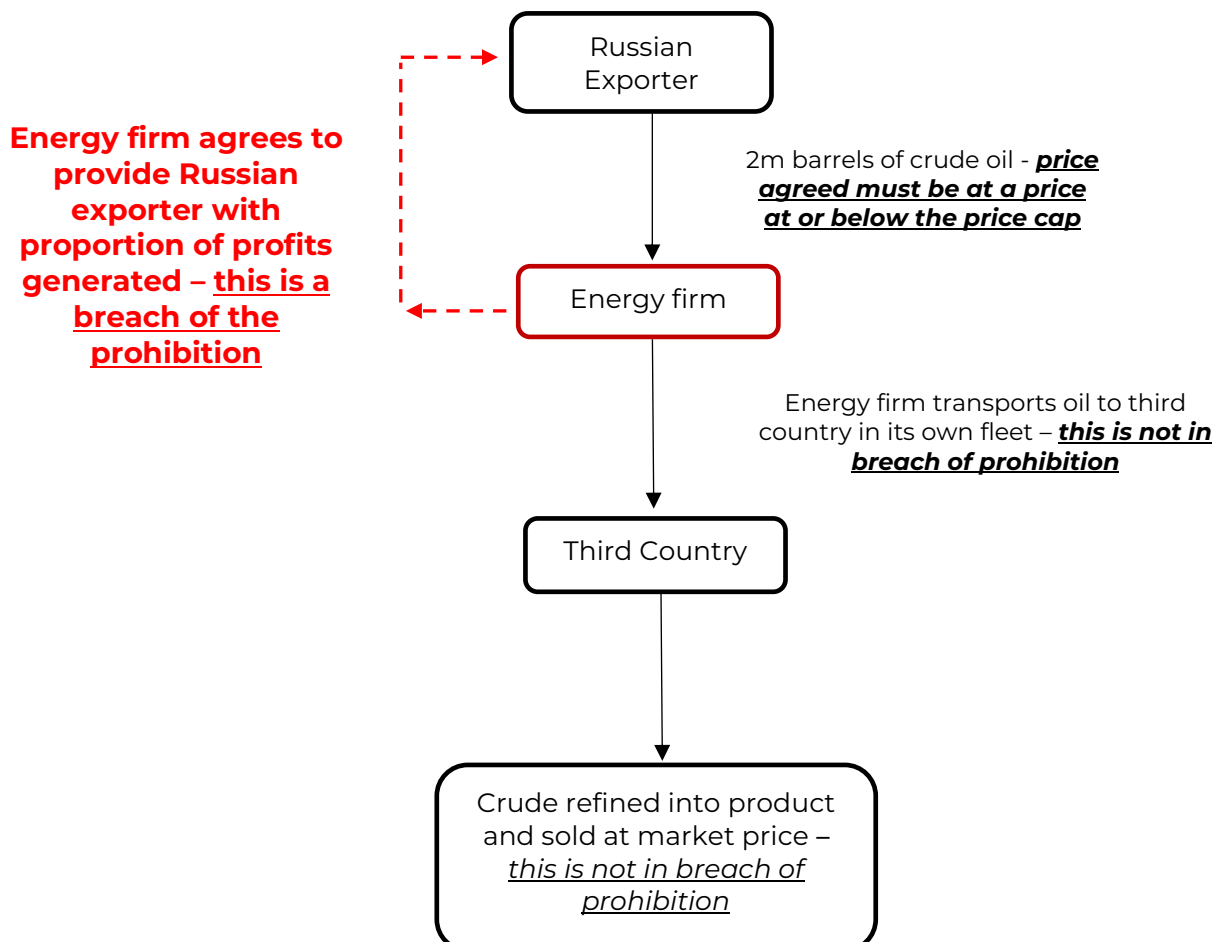 Russian
Exporter
Energy firm agrees to
provide Russian
exporter with
proportion of profits
generated – this is a
breach of the
prohibition
2m barrels of crude oil - price
agreed must be at a price
at or below the price cap
Energy firm
Energy firm transports oil to third
country in its own fleet – this is not in
breach of prohibition
Third Country
Crude refined into product
and sold at market price –
this is not in breach of
prohibition